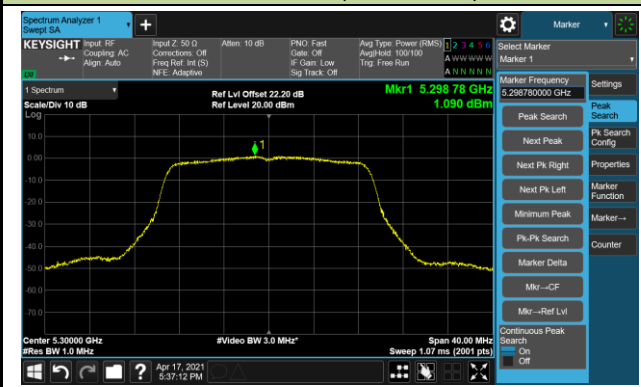 Spectrum Analyzer 1
Swept SA
Marker
KEYSIGHT
Input: RF
Coupling: AC
Align: Auto
Input Z: 50 Ω
Corrections: Off
Freq Ref: Int (S)
NFE: Adaptive
Atten: 10 dB
PNO: Fast
Gate: Off
IF Gain: Low
Sig Track: Off
Avg Type: Power (RMS)
Avg|Hold: 100/100
Trig: Free Run
1 2 3 4 5 6
A W W W W W
A N N N N N
Select Marker
Marker 1
1 Spectrum
Scale/Div 10 dB
Log
Ref Lvl Offset 22.20 dB
Ref Level 20.00 dBm
Mkr1 5.298 78 GHz
1.090 dBm
10.0
0.00
-10.0
-20.0
-30.0
-40.0
-50.0
-60.0
-70.0
1
Center 5.30000 GHz
#Res BW 1.0 MHz
#Video BW 3.0 MHz*
Span 40.00 MHz
Sweep 1.07 ms (2001 pts)
Marker Frequency
5.298780000 GHz
Peak Search
Next Peak
Next Pk Right
Next Pk Left
Minimum Peak
Pk-Pk Search
Marker Delta
Mkr→CF
Mkr→Ref Lvl
Continuous Peak
Search
On
Off
Settings
Peak
Search
Pk Search
Config
Properties
Marker
Function
Marker→
Counter
Apr 17, 2021
5:37:12 PM